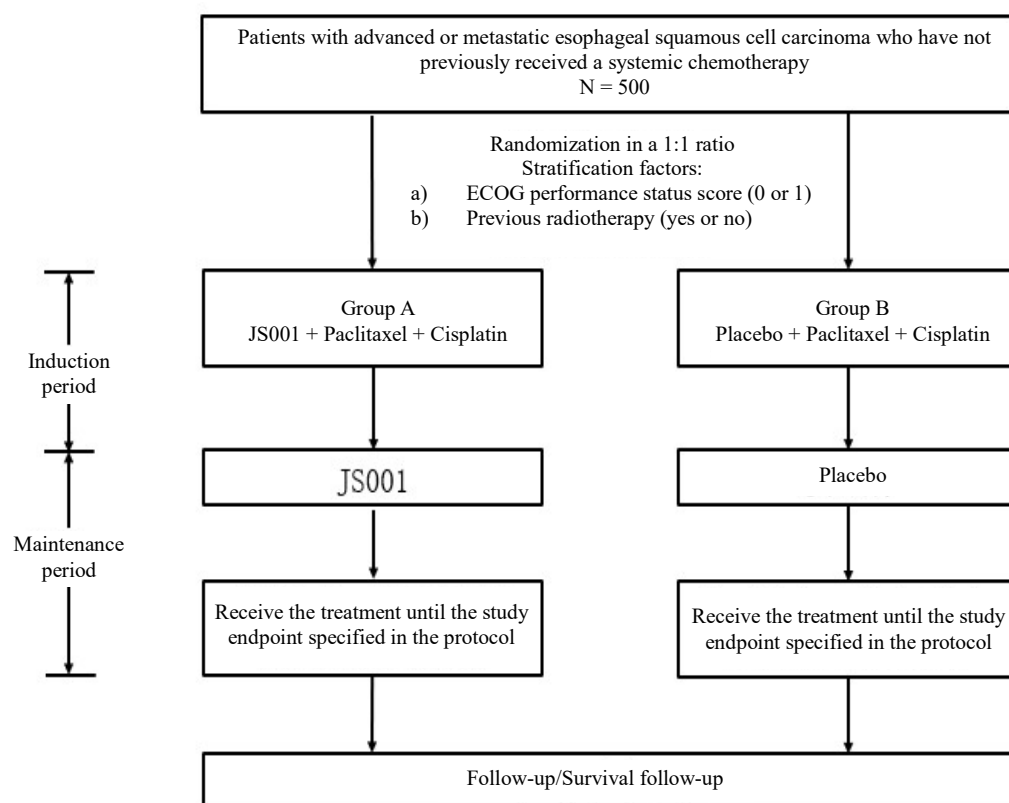 Patients with advanced or metastatic esophageal squamous cell carcinoma who have not
previously received a systemic chemotherapy
N = 500
Randomization in a 1:1 ratio
Stratification factors:
a) ECOG performance status score (0 or 1)
b) Previous radiotherapy (yes or no)
Induction
period
Group A
JS001 + Paclitaxel + Cisplatin
Group B
Placebo + Paclitaxel + Cisplatin
Maintenance
period
JS001
Placebo
Receive the treatment until the study
endpoint specified in the protocol
Receive the treatment until the study
endpoint specified in the protocol
Follow-up/Survival follow-up